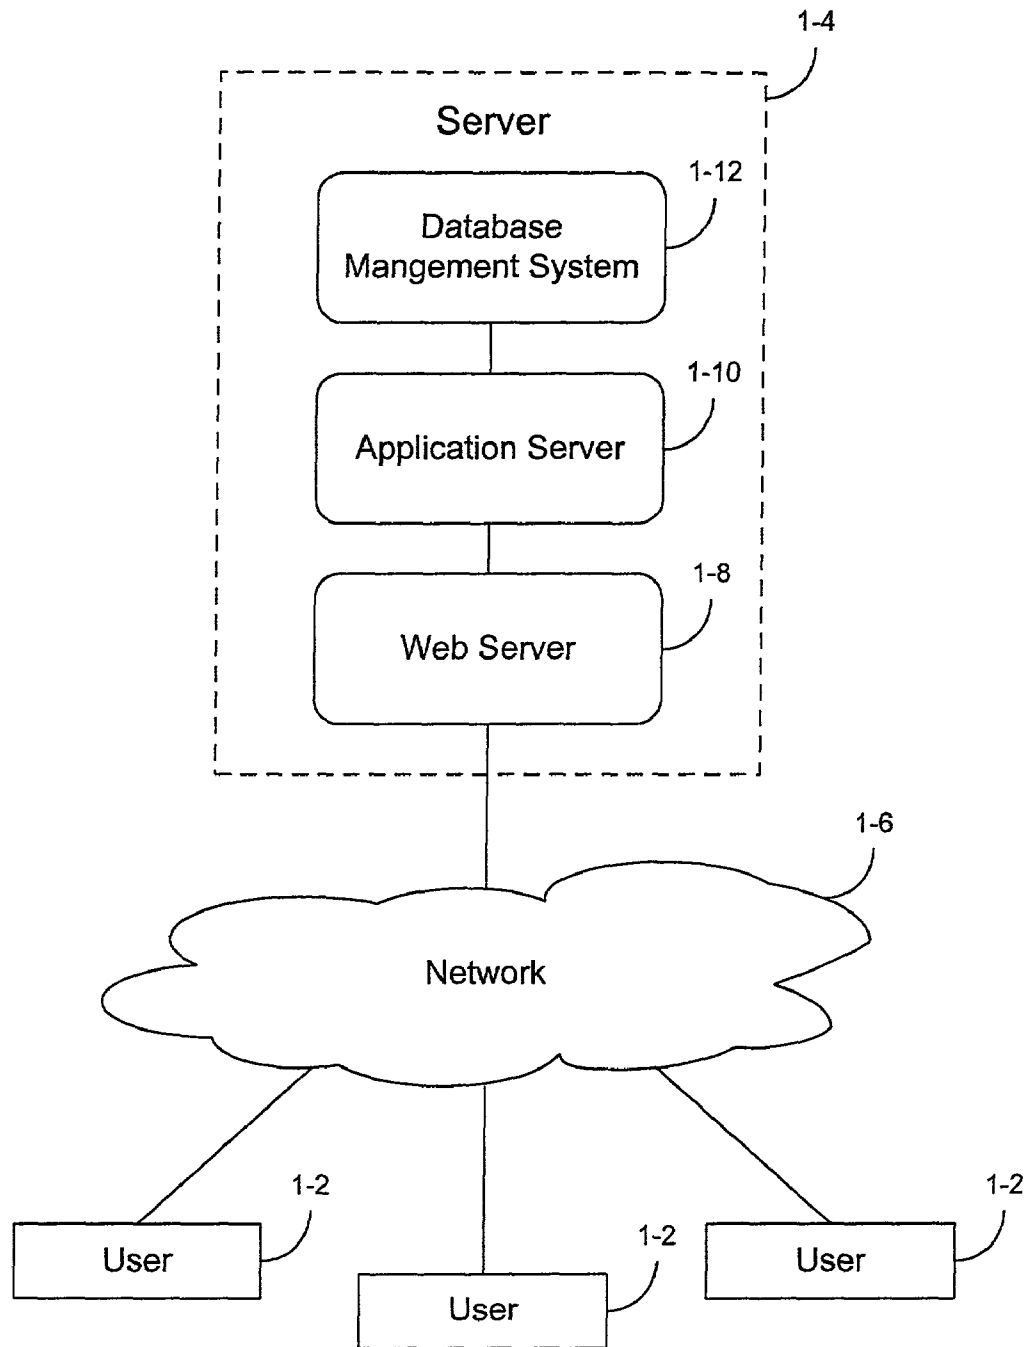 1-4
Server
1-12
Database
Mangement System
1-10
Application Server
1-8
Web Server
1-6
Network
1-2
User
1-2
User
1-2
User